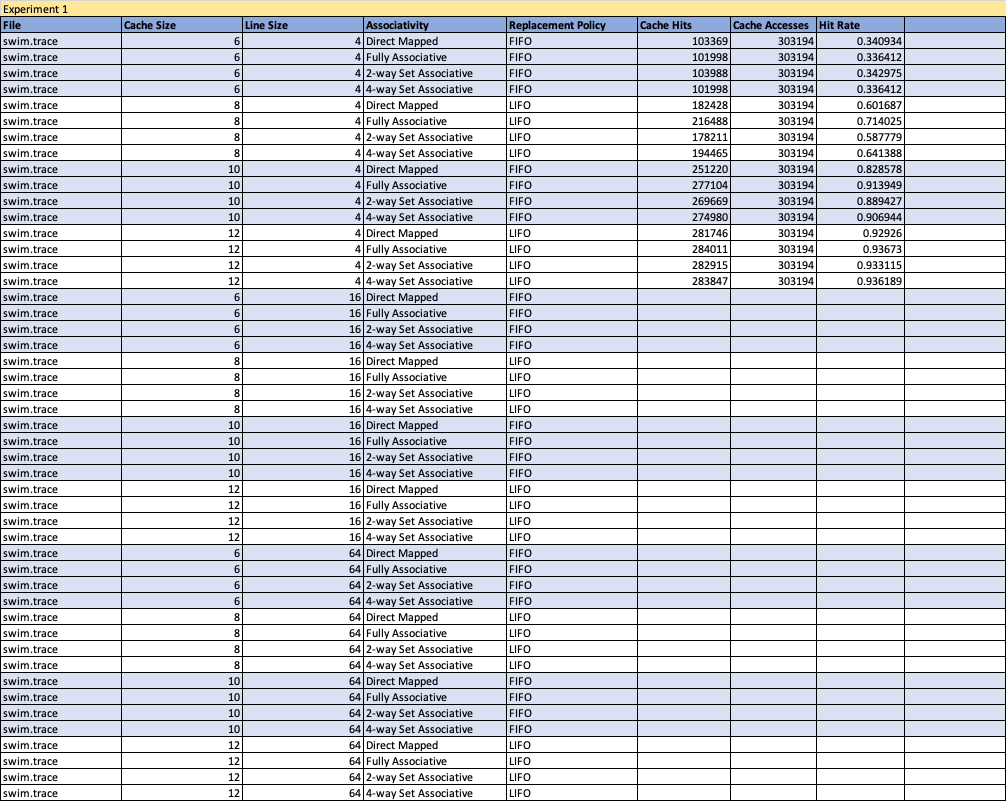 Experiment 1
File Cache Size Line Size Associativity Replacement Policy Cache Hits Cache Accesses Hit Rate
swim.trace 6 4 Direct Mapped FIFO 103369 303194 0.340934
swim.trace 6 4 Fully Associative FIFO 101998 303194 0.336412
swim.trace 6 4 2-way Set Associative FIFO 103988 303194 0.342975
swim.trace 6 4 4-way Set Associative FIFO 101998 303194 0.336412
swim.trace 8 4 Direct Mapped LIFO 182428 303194 0.601687
swim.trace 8 4 Fully Associative LIFO 216488 303194 0.714025
swim.trace 8 4 2-way Set Associative LIFO 178211 303194 0.587779
swim.trace 8 4 4-way Set Associative LIFO 194465 303194 0.641388
swim.trace 10 4 Direct Mapped FIFO 251220 303194 0.828578
swim.trace 10 4 Fully Associative FIFO 277104 303194 0.913949
swim.trace 10 4 2-way Set Associative FIFO 269669 303194 0.889427
swim.trace 10 4 4-way Set Associative FIFO 274980 303194 0.906944
swim.trace 12 4 Direct Mapped LIFO 281746 303194 0.92926
swim.trace 12 4 Fully Associative LIFO 284011 303194 0.93673
swim.trace 12 4 2-way Set Associative LIFO 282915 303194 0.933115
swim.trace 12 4 4-way Set Associative LIFO 283847 303194 0.936189
swim.trace 6 16 Direct Mapped FIFO
swim.trace 6 16 Fully Associative FIFO
swim.trace 6 16 2-way Set Associative FIFO
swim.trace 6 16 4-way Set Associative FIFO
swim.trace 8 16 Direct Mapped LIFO
swim.trace 8 16 Fully Associative LIFO
swim.trace 8 16 2-way Set Associative LIFO
swim.trace 8 16 4-way Set Associative LIFO
swim.trace 10 16 Direct Mapped FIFO
swim.trace 10 16 Fully Associative FIFO
swim.trace 10 16 2-way Set Associative FIFO
swim.trace 10 16 4-way Set Associative FIFO
swim.trace 12 16 Direct Mapped LIFO
swim.trace 12 16 Fully Associative LIFO
swim.trace 12 16 2-way Set Associative LIFO
swim.trace 12 16 4-way Set Associative LIFO
swim.trace 6 64 Direct Mapped FIFO
swim.trace 6 64 Fully Associative FIFO
swim.trace 6 64 2-way Set Associative FIFO
swim.trace 6 64 4-way Set Associative FIFO
swim.trace 8 64 Direct Mapped LIFO
swim.trace 8 64 Fully Associative LIFO
swim.trace 8 64 2-way Set Associative LIFO
swim.trace 8 64 4-way Set Associative LIFO
swim.trace 10 64 Direct Mapped FIFO
swim.trace 10 64 Fully Associative FIFO
swim.trace 10 64 2-way Set Associative FIFO
swim.trace 10 64 4-way Set Associative FIFO
swim.trace 12 64 Direct Mapped LIFO
swim.trace 12 64 Fully Associative LIFO
swim.trace 12 64 2-way Set Associative LIFO
swim.trace 12 64 4-way Set Associative LIFO